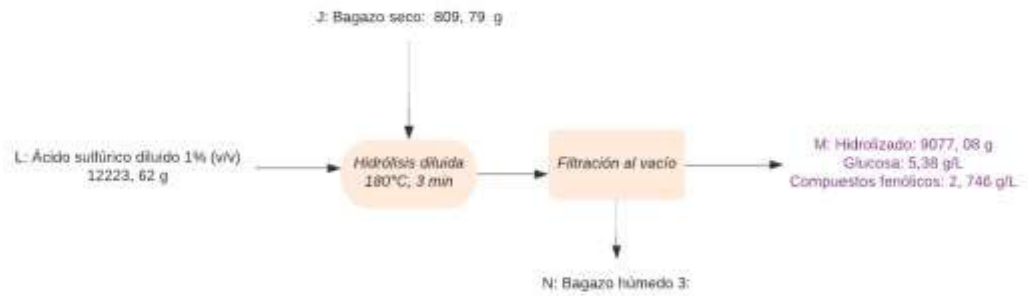 J: Bagazo seco: 809, 79 g
L: Ácido sulfúrico diluido 1% (v/v)
12223, 62 g
Hidrólisis diluida
180°C, 3 min
Filtración al vacío
M: Hidrolizado: 9077, 08 g
Glucosa: 5,38 g/L
Compuestos fenólicos: 2, 746 g/L
N: Bagazo húmedo 3: